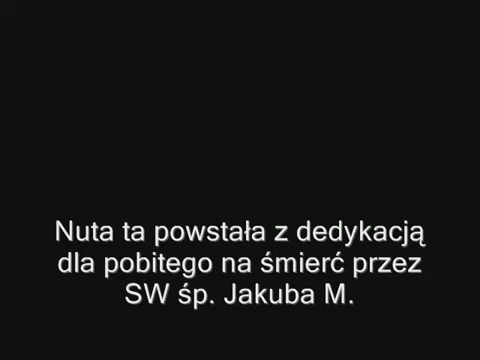 Nuta ta powstała z dedykacją
dla pobitego na śmierć przez
SW śp. Jakuba M.